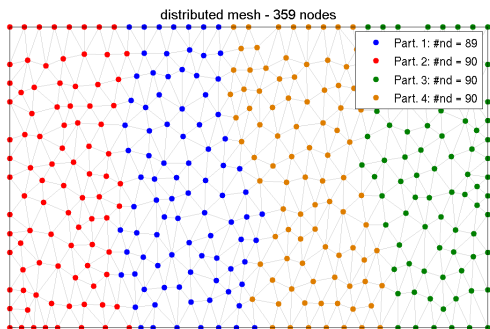 distributed mesh - 359 nodes
Part. 1: #nd = 89
Part. 2: #nd = 90
Part. 3: #nd = 90
Part. 4: #nd = 90